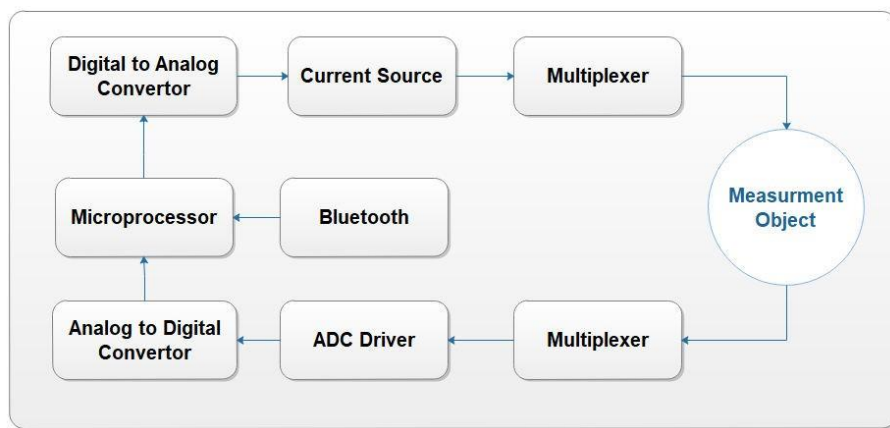 Digital to Analog
Convertor
Current Source
Multiplexer
Microprocessor
Bluetooth
Measurment
Object
Analog to Digital
Convertor
ADC Driver
Multiplexer